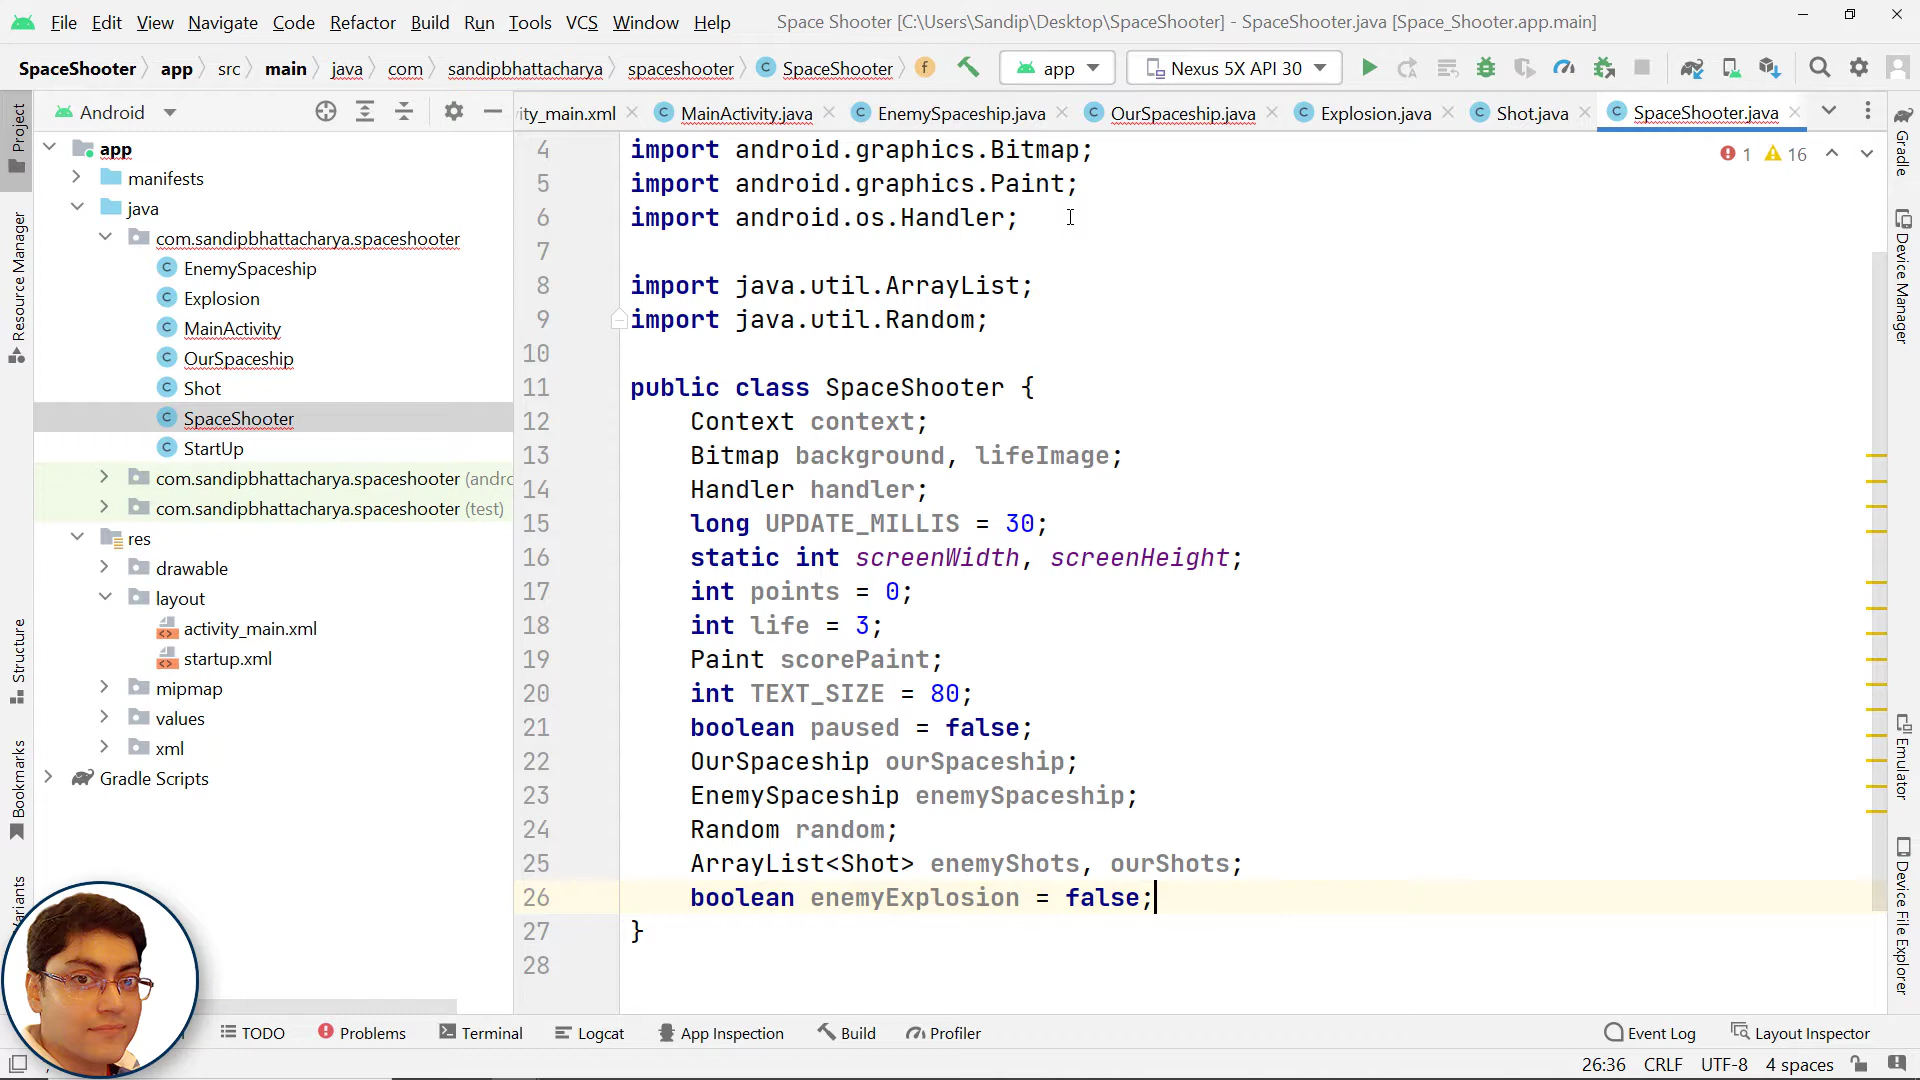 File Edit View Navigate Code Refactor Build Run Tools VCS Window Help Space Shooter [C:\Users\Sandip\Desktop\SpaceShooter] - SpaceShooter.java [Space_Shooter.app.main]
SpaceShooter app src main java com sandipbhattacharya spaceshooter SpaceShooter app Nexus 5X API 30
Android
ity_main.xml MainActivity.java EnemySpaceship.java OurSpaceship.java Explosion.java Shot.java SpaceShooter.java
1 16
Project
Resource Manager
Structure
Bookmarks
app
manifests
java
com.sandipbhattacharya.spaceshooter
EnemySpaceship
Explosion
MainActivity
OurSpaceship
Shot
SpaceShooter
StartUp
com.sandipbhattacharya.spaceshooter (andro
com.sandipbhattacharya.spaceshooter (test)
res
drawable
layout
activity_main.xml
startup.xml
mipmap
values
xml
Gradle Scripts
4 import android.graphics.Bitmap;
5 import android.graphics.Paint;
6 import android.os.Handler;
7
8 import java.util.ArrayList;
9 import java.util.Random;
10
11 public class SpaceShooter {
12 Context context;
13 Bitmap background, lifeImage;
14 Handler handler;
15 long UPDATE_MILLIS = 30;
16 static int screenWidth, screenHeight;
17 int points = 0;
18 int life = 3;
19 Paint scorePaint;
20 int TEXT_SIZE = 80;
21 boolean paused = false;
22 OurSpaceship ourSpaceship;
23 EnemySpaceship enemySpaceship;
24 Random random;
25 ArrayList<Shot> enemyShots, ourShots;
26 boolean enemyExplosion = false;
27 }
28
Gradle
Device Manager
Emulator
Device File Explorer
TODO Problems Terminal Logcat App Inspection Build Profiler Event Log Layout Inspector
26:36 CRLF UTF-8 4 spaces